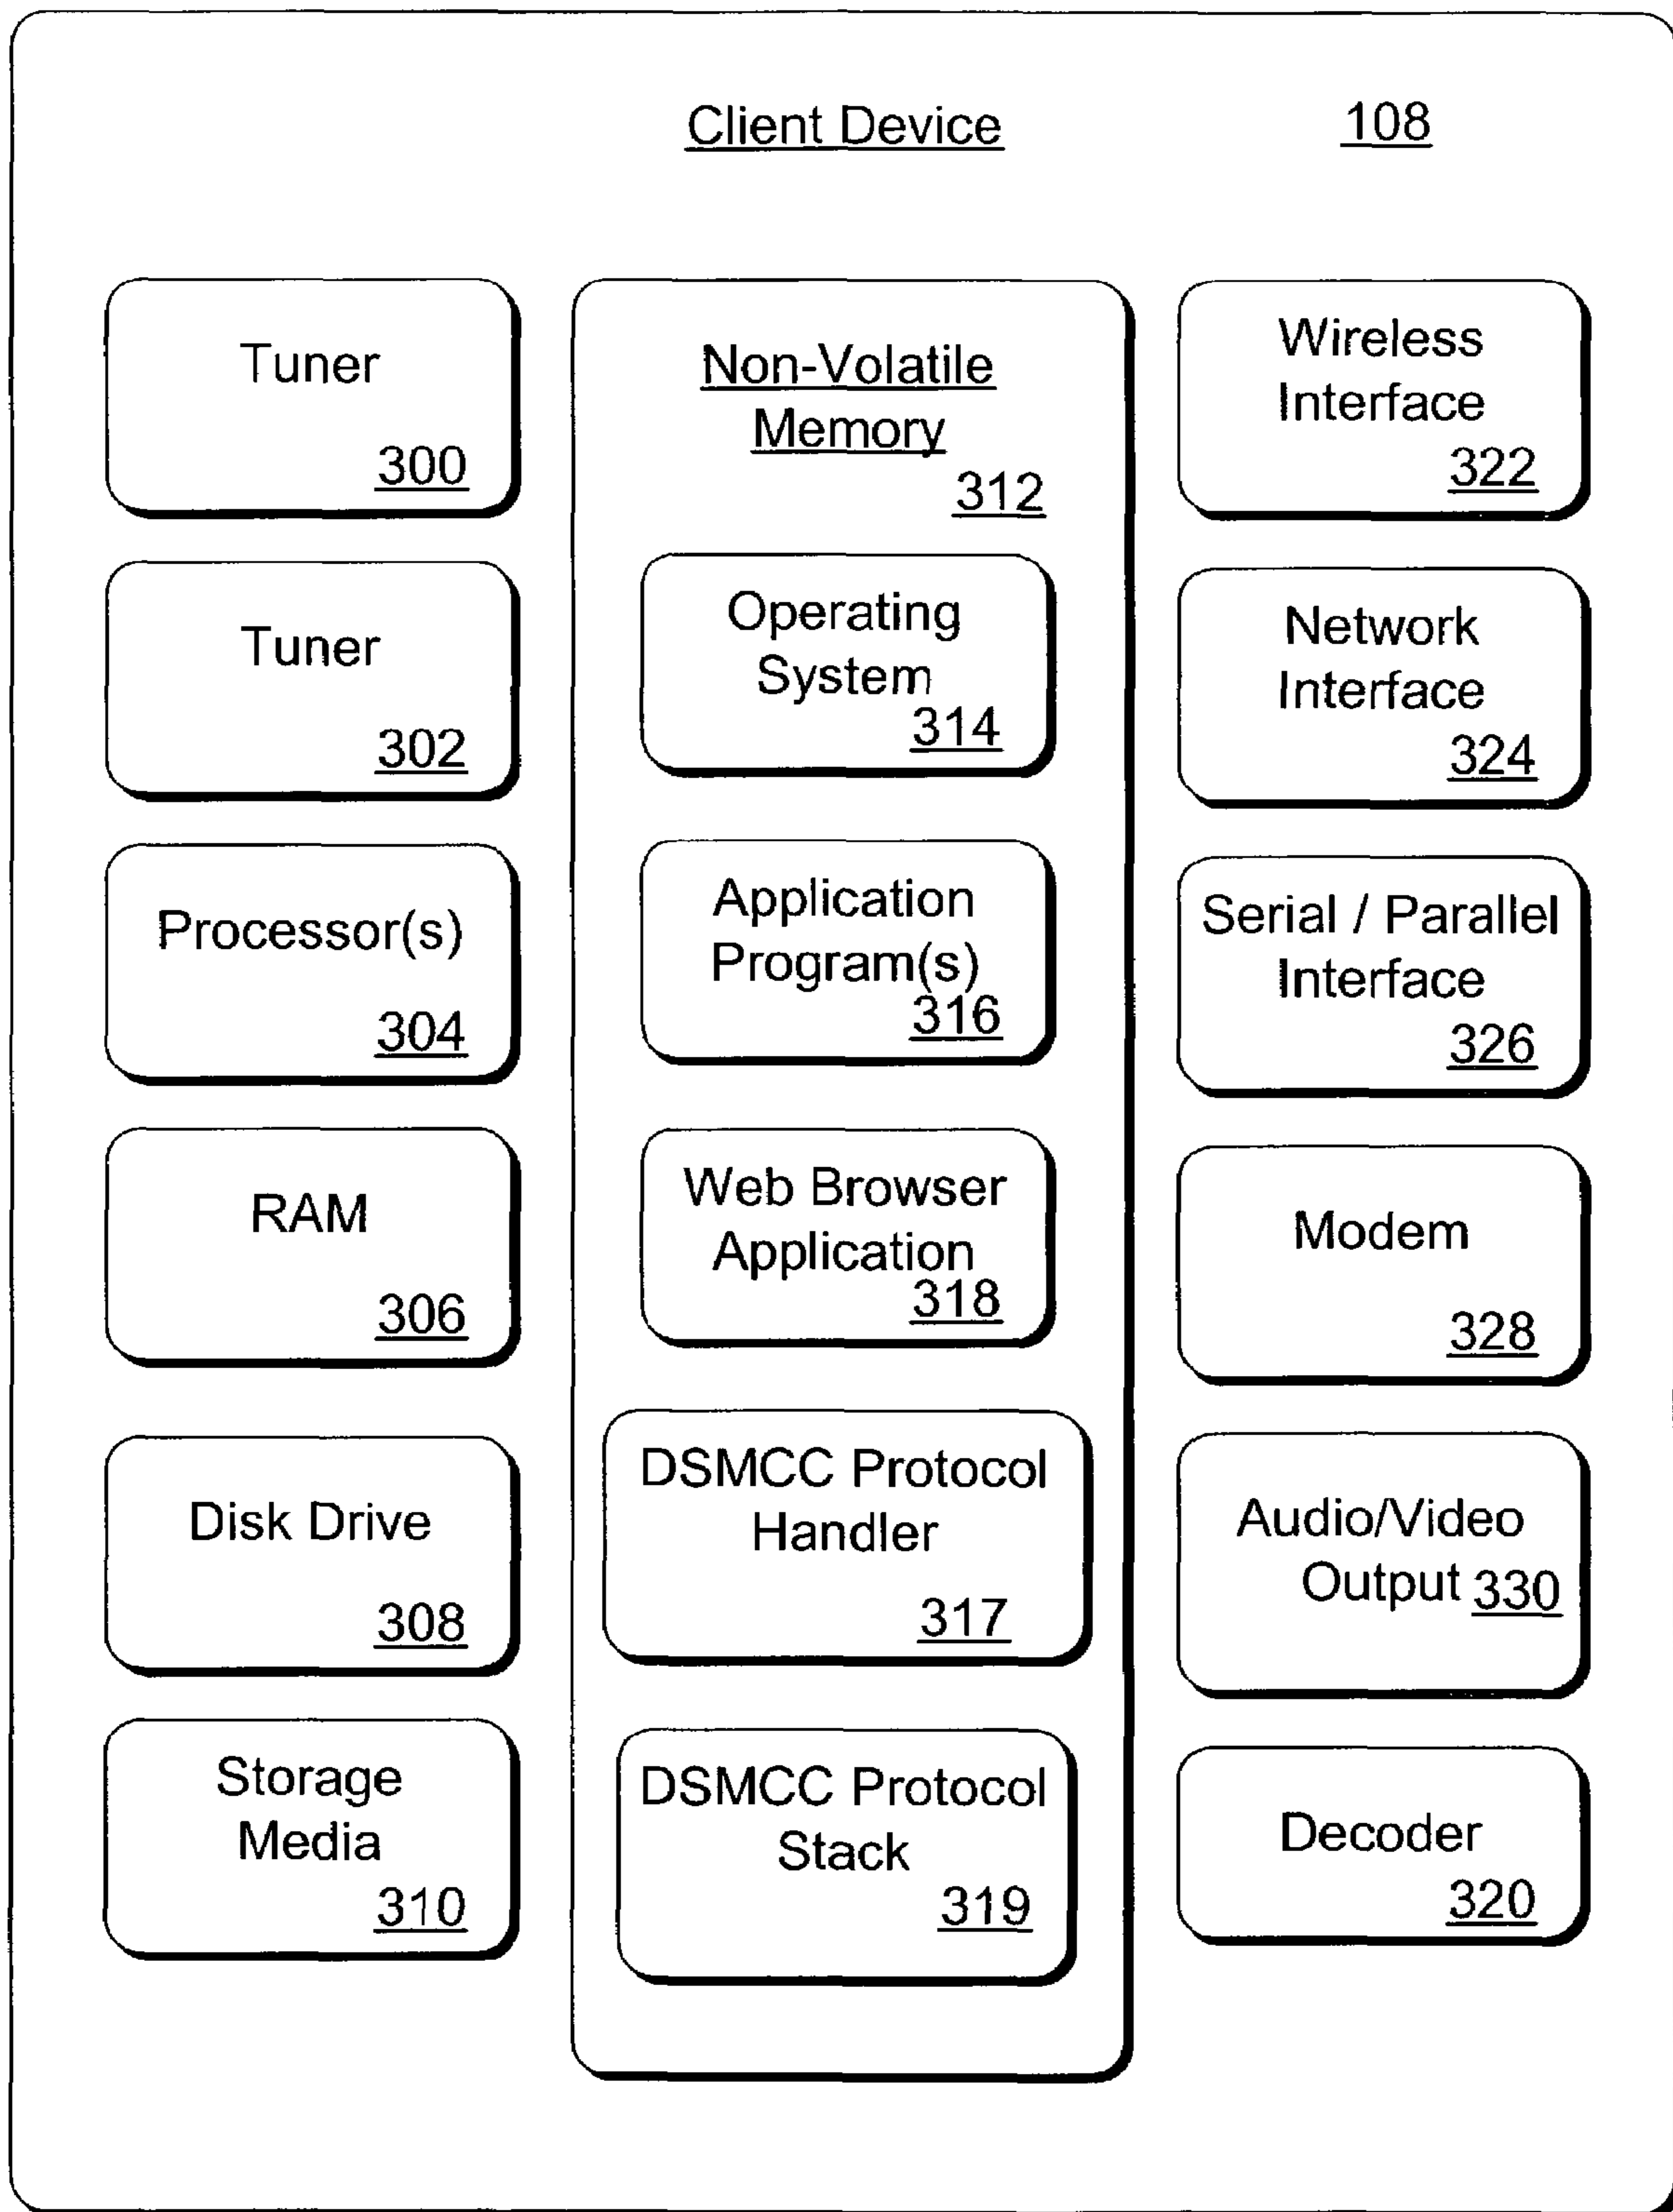 Client Device 108
Tuner
300
Tuner
302
Processor(s)
304
RAM
306
Disk Drive
308
Storage
Media
310
Non-Volatile
Memory
312
Operating
System
314
Application
Program(s)
316
Web Browser
Application
318
DSMCC Protocol
Handler
317
DSMCC Protocol
Stack
319
Wireless
Interface
322
Network
Interface
324
Serial / Parallel
Interface
326
Modem
328
Audio/Video
Output 330
Decoder
320